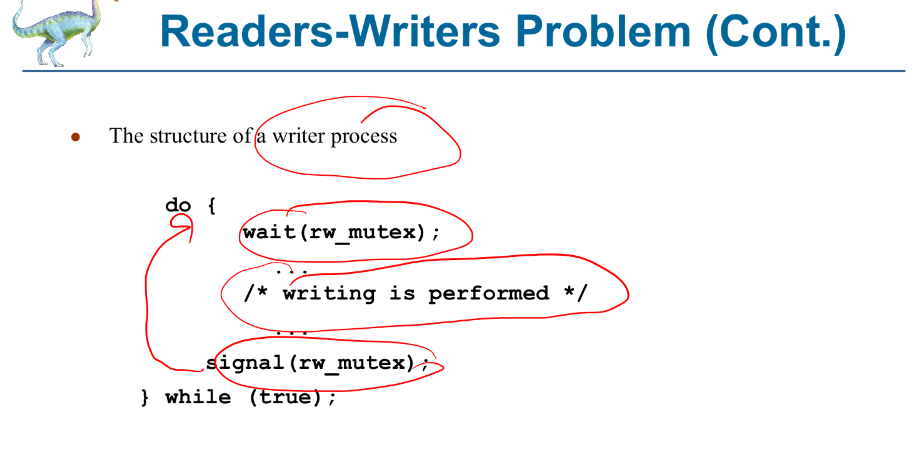 Readers-Writers Problem (Cont.)
• The structure of a writer process
do {
wait(rw_mutex);
...
/* writing is performed */
...
signal(rw_mutex);
} while (true);